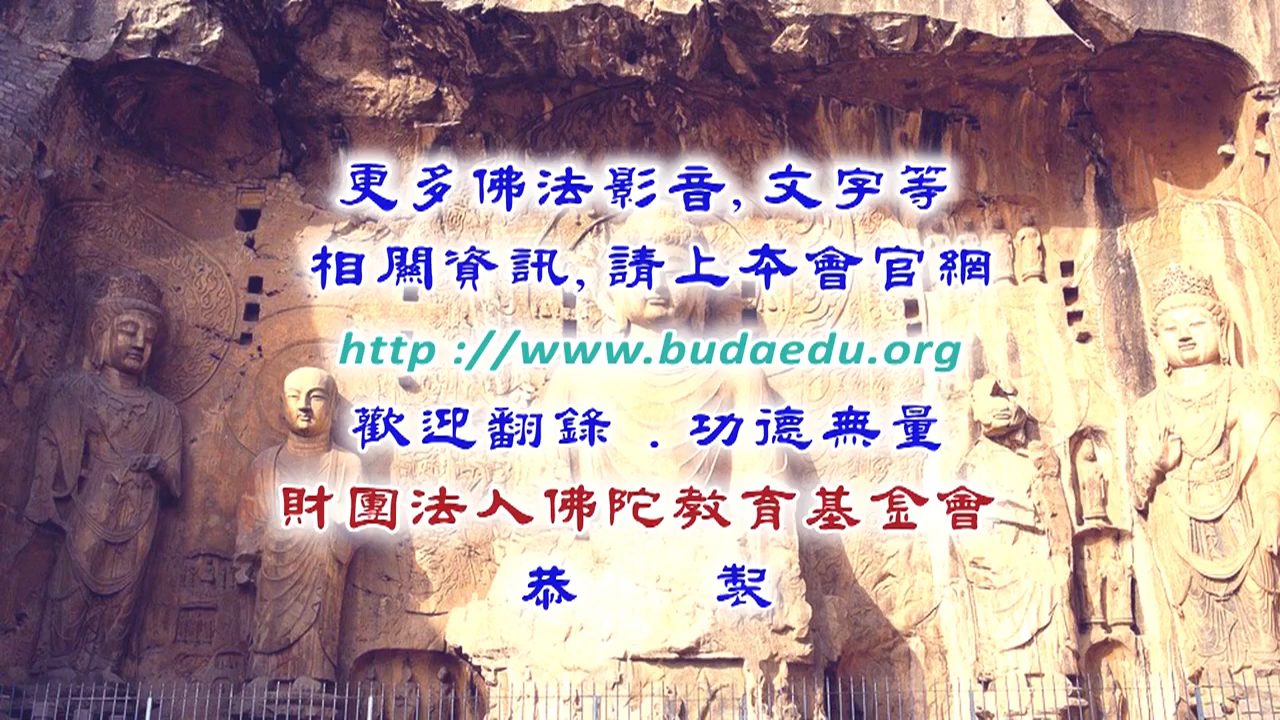 更多佛法影音,文字等
相關資訊,請上本會官網
http ://www.budaedu.org
歡迎翻錄 . 功德無量
財團法人佛陀教育基金會
恭 製